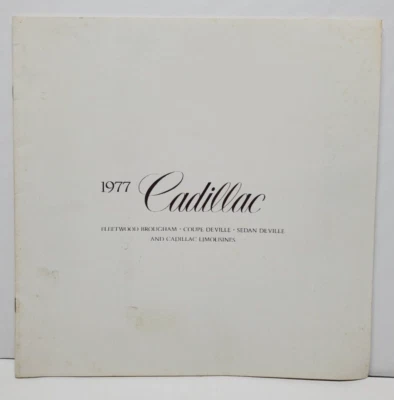 1977 Cadillac
FLEETWOOD BROUGHAM · COUPE DEVILLE · SEDAN DEVILLE
AND CADILLAC LIMOUSINES